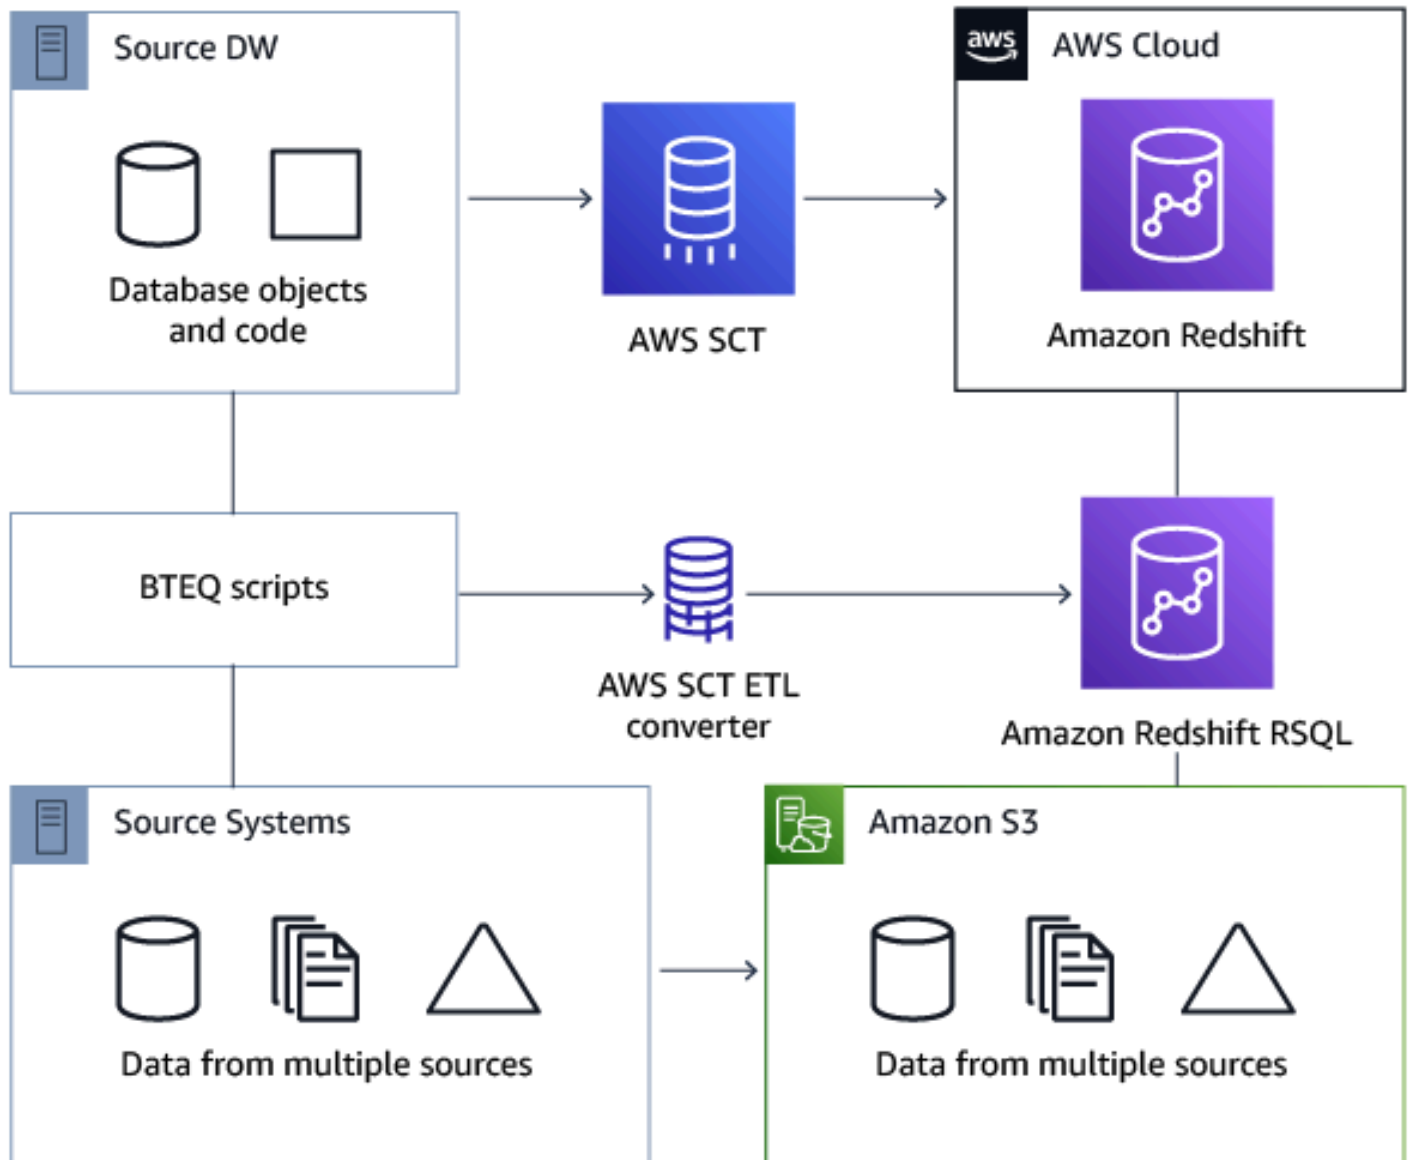 Source DW
aws
AWS Cloud
Database objects
and code
AWS SCT
Amazon Redshift
BTEQ scripts
AWS SCT ETL
converter
Amazon Redshift RSQL
Source Systems
Amazon S3
Data from multiple sources
Data from multiple sources